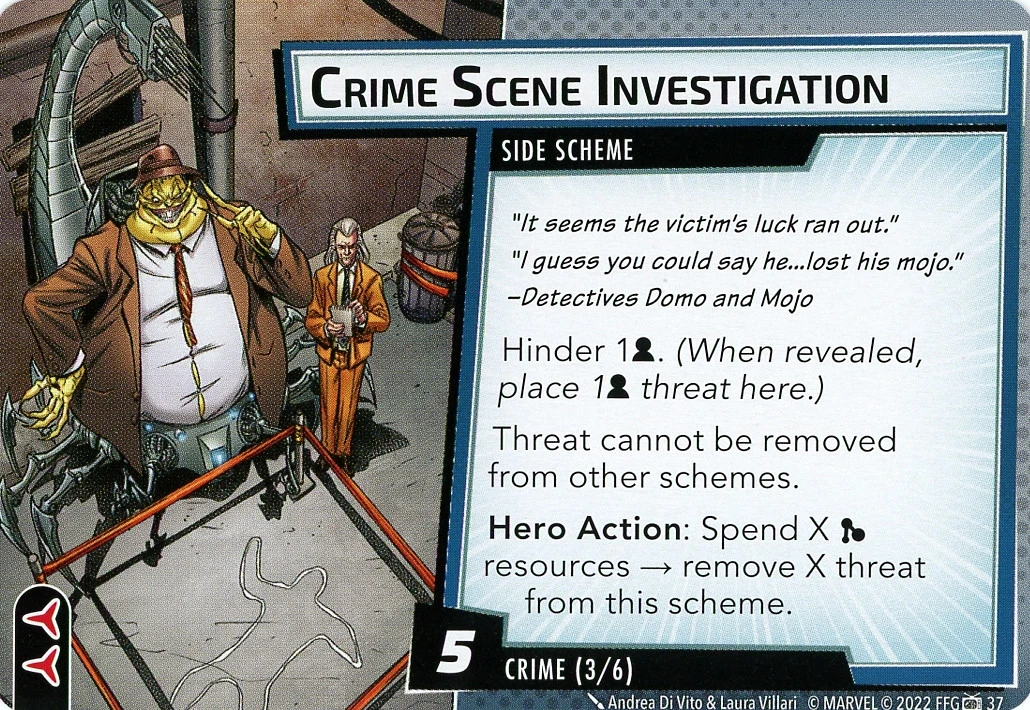 CRIME SCENE INVESTIGATION
SIDE SCHEME
"It seems the victim's luck ran out."
"I guess you could say he...lost his mojo."
–Detectives Domo and Mojo
Hinder 1. (When revealed,
place 1 threat here.)
Threat cannot be removed
from other schemes.
Hero Action: Spend X
resources → remove X threat
from this scheme.
5
CRIME (3/6)
Andrea Di Vito & Laura Villari © MARVEL © 2022 FFG 37